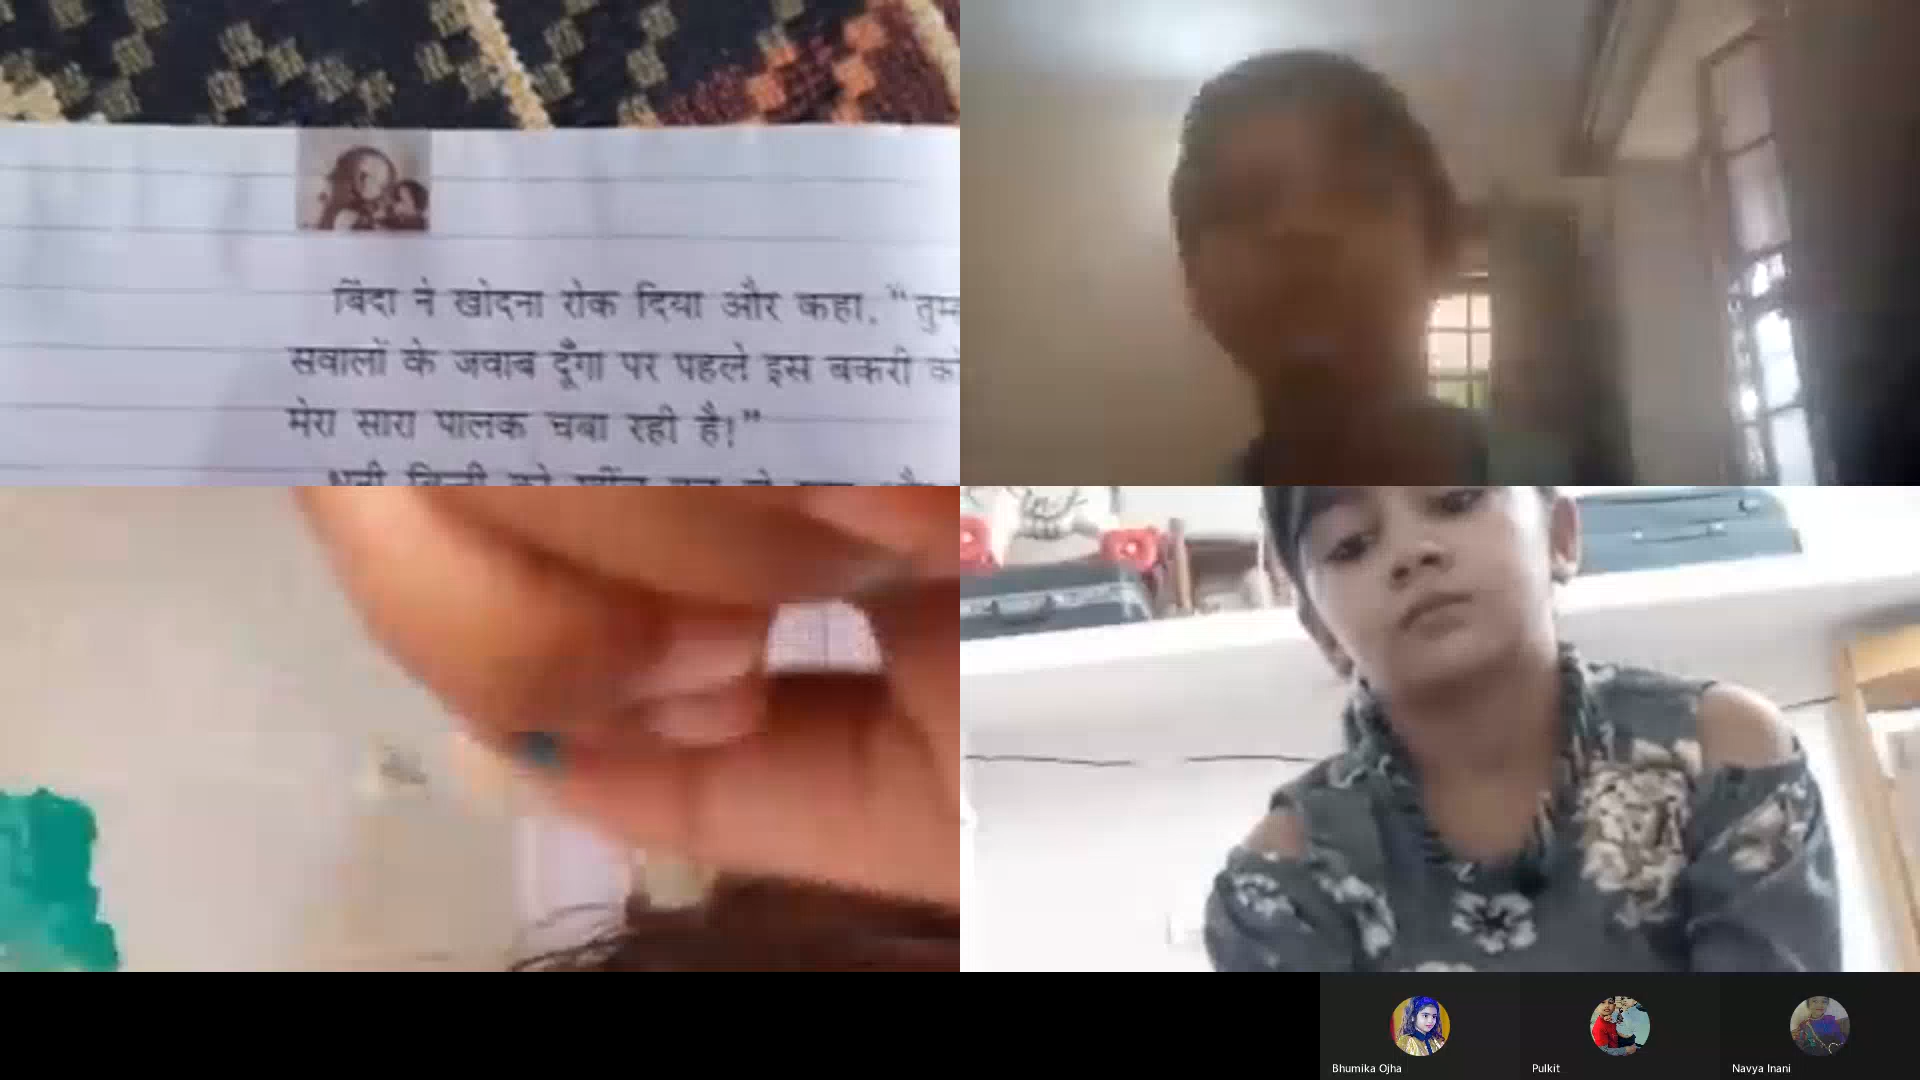 बिंदा ने खोदना रोक दिया और कहा, "तुम्
सवालों के जवाब दूँगा पर पहले इस बकरी को
मेरा सारा पालक चबा रही है!"
Bhumika Ojha
Pulkit
Navya Inani